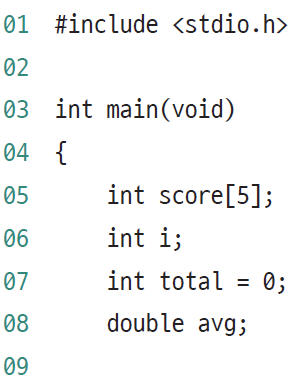 01 #include <stdio.h>
02
03 int main(void)
04 {
05     int score[5];
06     int i;
07     int total = 0;
08     double avg;
09